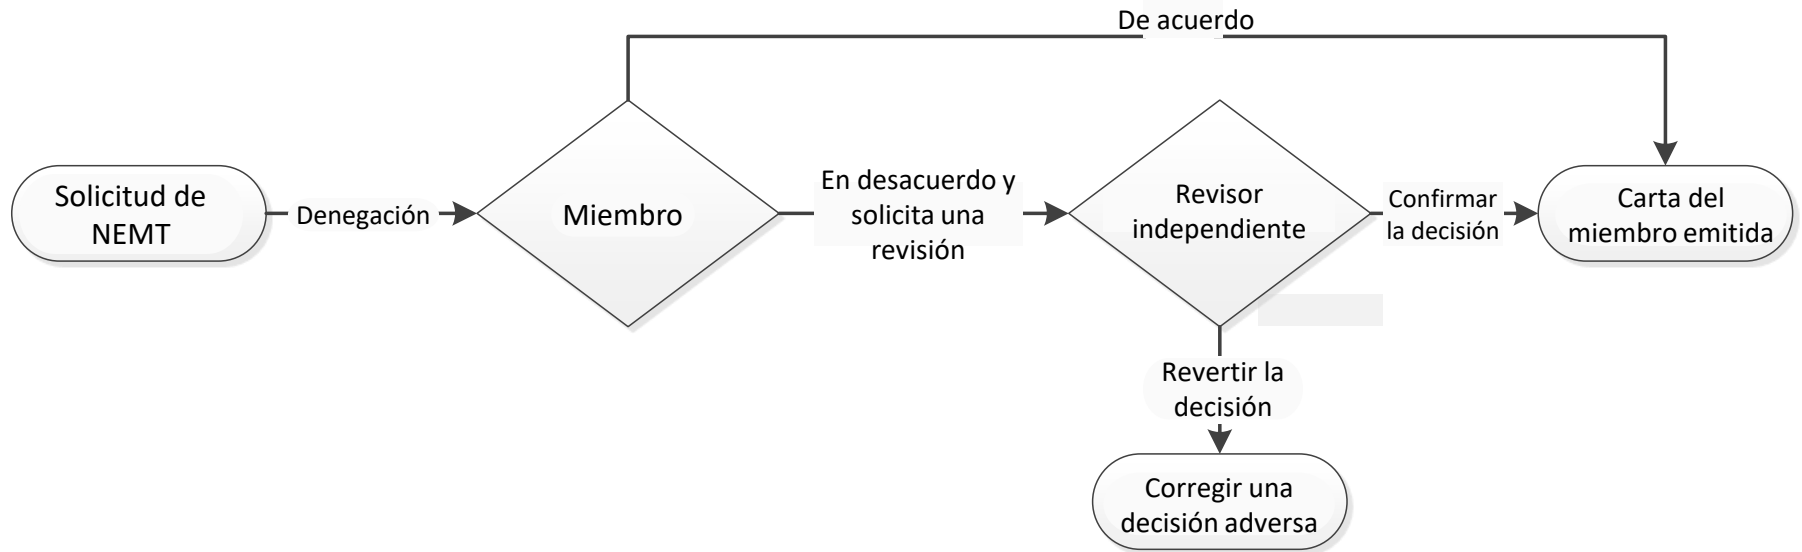 De acuerdo
Solicitud de
NEMT
Denegación
Miembro
En desacuerdo y
solicita una
revisión
Revisor
independiente
Confirmar
la decisión
Carta del
miembro emitida
Revertir la
decisión
Corregir una
decisión adversa